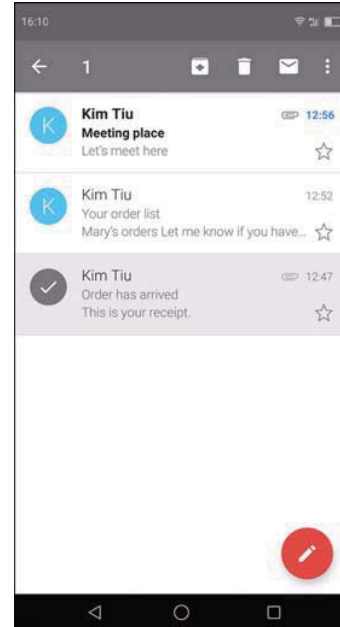 16:10
1
K
Kim Tiu
12:56
Meeting place
Let's meet here
K
Kim Tiu
12:52
Your order list
Mary's orders Let me know if you have...
Kim Tiu
12:47
Order has arrived
This is your receipt.